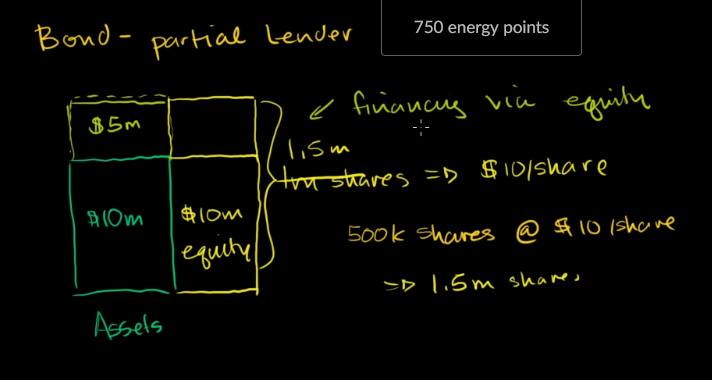 Bond - partial Lender
750 energy points
financing via equity
$5m
1.5m
1m shares => $10/share
$10m
$10m
equity
500k shares @ $10/share
=> 1.5m shares
Assets